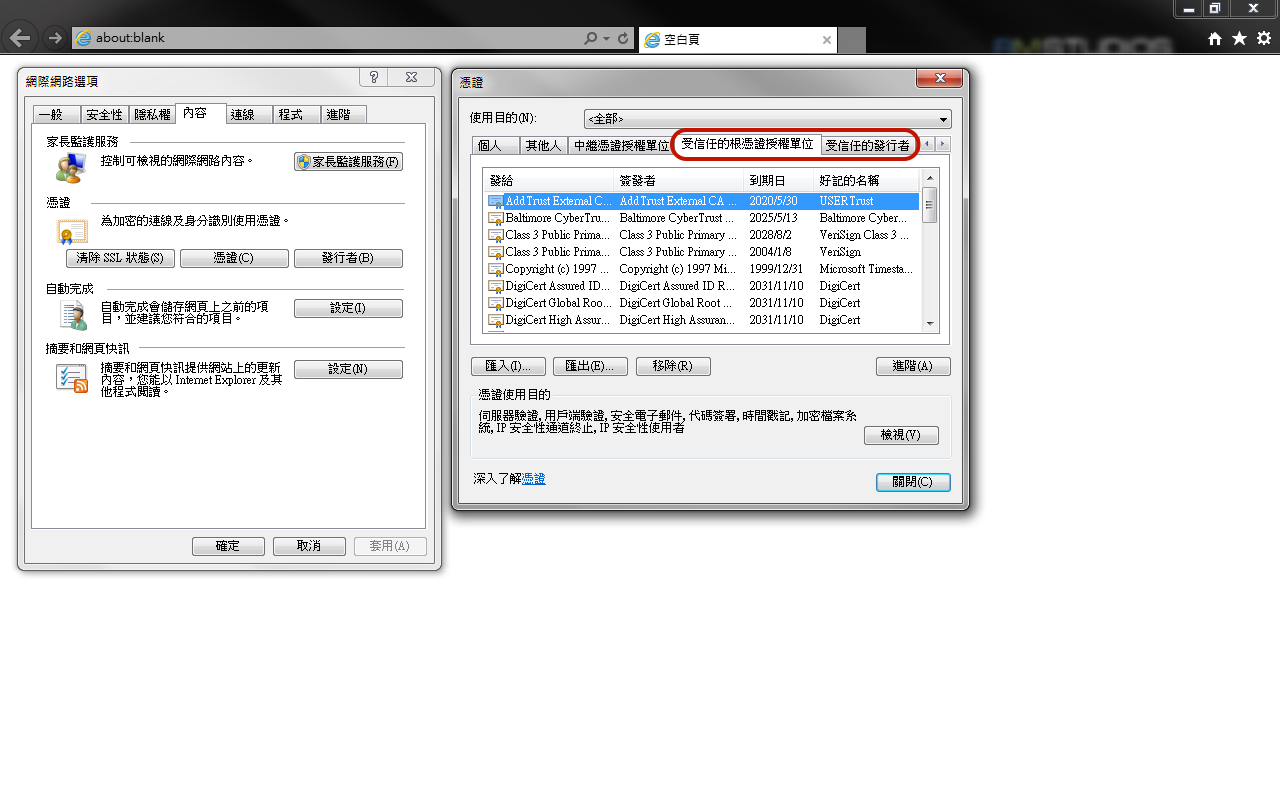 about:blank
空白頁
網際網路選項
一般 安全性 隱私權 內容 連線 程式 進階
家長監護服務
控制可檢視的網際網路內容。
家長監護服務(F)
憑證
為加密的連線及身分識別使用憑證。
清除 SSL 狀態(S) 憑證(C) 發行者(B)
自動完成
自動完成會儲存網頁上之前的項
目，並建議您符合的項目。
設定(I)
摘要和網頁快訊
摘要和網頁快訊提供網站上的更新
內容，您能以 Internet Explorer 及其
他程式閱讀。
設定(N)
確定 取消 套用(A)
憑證
使用目的(N): <全部>
個人 其他人 中繼憑證授權單位 受信任的根憑證授權單位 受信任的發行者
發給 簽發者 到期日 好記的名稱
AddTrust External C... AddTrust External CA ... 2020/5/30 USERTrust
Baltimore CyberTru... Baltimore CyberTrust ... 2025/5/13 Baltimore Cyber...
Class 3 Public Prima... Class 3 Public Primary ... 2028/8/2 VeriSign Class 3 ...
Class 3 Public Prima... Class 3 Public Primary ... 2004/1/8 VeriSign
Copyright (c) 1997 ... Copyright (c) 1997 Mi... 1999/12/31 Microsoft Timesta...
DigiCert Assured ID... DigiCert Assured ID R... 2031/11/10 DigiCert
DigiCert Global Roo... DigiCert Global Root ... 2031/11/10 DigiCert
DigiCert High Assur... DigiCert High Assuran... 2031/11/10 DigiCert
匯入(I)... 匯出(E)... 移除(R) 進階(A)
憑證使用目的
伺服器驗證, 用戶端驗證, 安全電子郵件, 代碼簽署, 時間戳記, 加密檔案系
統, IP 安全性通道終止, IP 安全性使用者
檢視(V)
深入了解憑證
關閉(C)